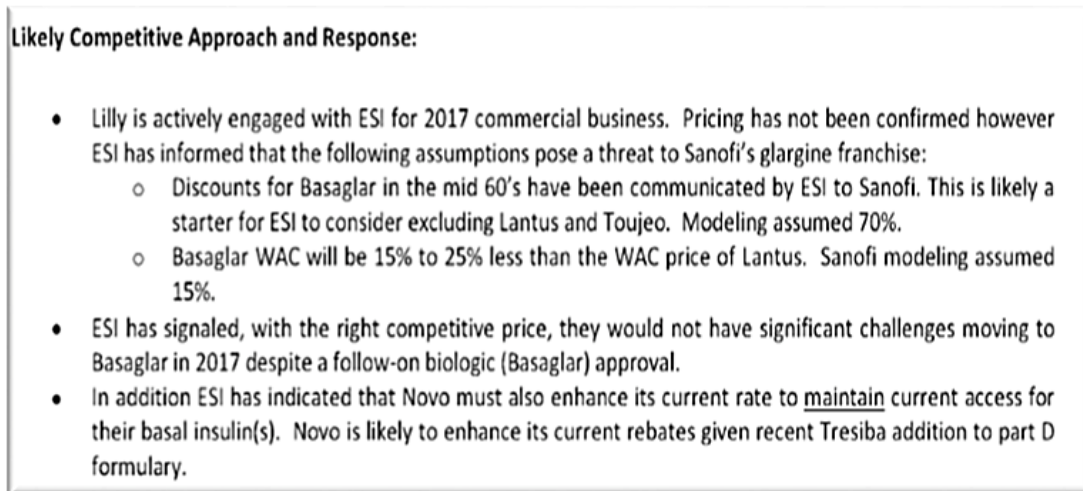 Likely Competitive Approach and Response:
• Lilly is actively engaged with ESI for 2017 commercial business. Pricing has not been confirmed however
ESI has informed that the following assumptions pose a threat to Sanofi's glargine franchise:
o Discounts for Basaglar in the mid 60's have been communicated by ESI to Sanofi. This is likely a
starter for ESI to consider excluding Lantus and Toujeo. Modeling assumed 70%.
o Basaglar WAC will be 15% to 25% less than the WAC price of Lantus. Sanofi modeling assumed
15%.
• ESI has signaled, with the right competitive price, they would not have significant challenges moving to
Basaglar in 2017 despite a follow-on biologic (Basaglar) approval.
• In addition ESI has indicated that Novo must also enhance its current rate to maintain current access for
their basal insulin(s). Novo is likely to enhance its current rebates given recent Tresiba addition to part D
formulary.